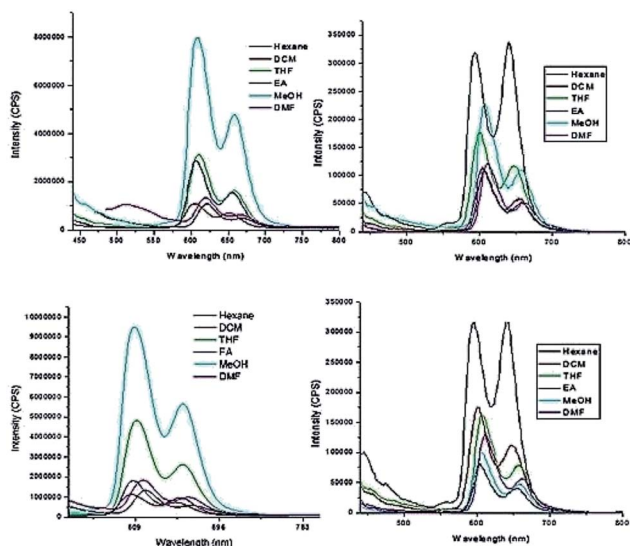 8000000
6000000
4000000
2000000
0
Intensity (CPS)
Hexane
DCM
THF
EA
MeOH
DMF
450 500 550 600 650 700 750 800
Wavelength (nm)
350000
300000
250000
200000
150000
100000
50000
0
Intensity (CPS)
Hexane
DCM
THF
EA
MeOH
DMF
500 600 700 800
Wavelength (nm)
10000000
9000000
8000000
7000000
6000000
5000000
4000000
3000000
2000000
1000000
0
Intensity (CPS)
Hexane
DCM
THF
EA
MeOH
DMF
Wavelength (nm)
350000
300000
250000
200000
150000
100000
50000
0
Intensity (CPS)
Hexane
DCM
THF
EA
MeOH
DMF
500 600 700 800
Wavelength (nm)